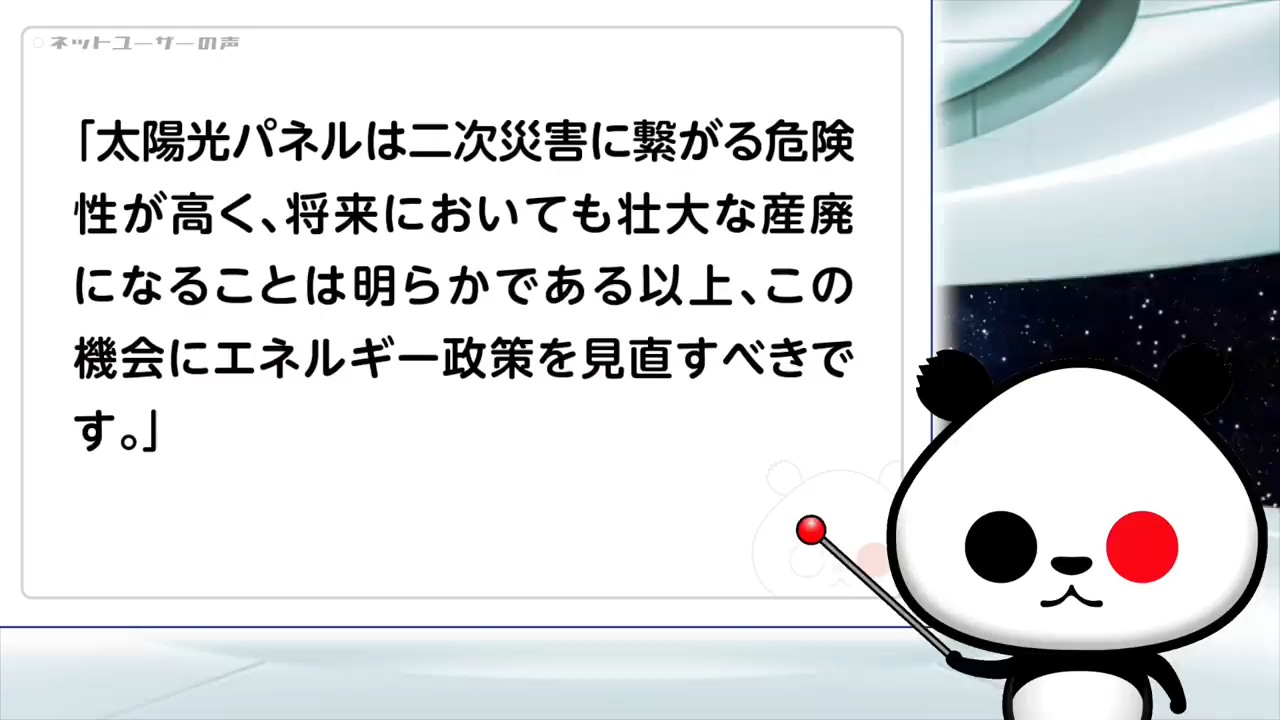 ネットユーザーの声
「太陽光パネルは二次災害に繋がる危険
性が高く、将来においても壮大な産廃
になることは明らかである以上、この
機会にエネルギー政策を見直すべきで
す。」